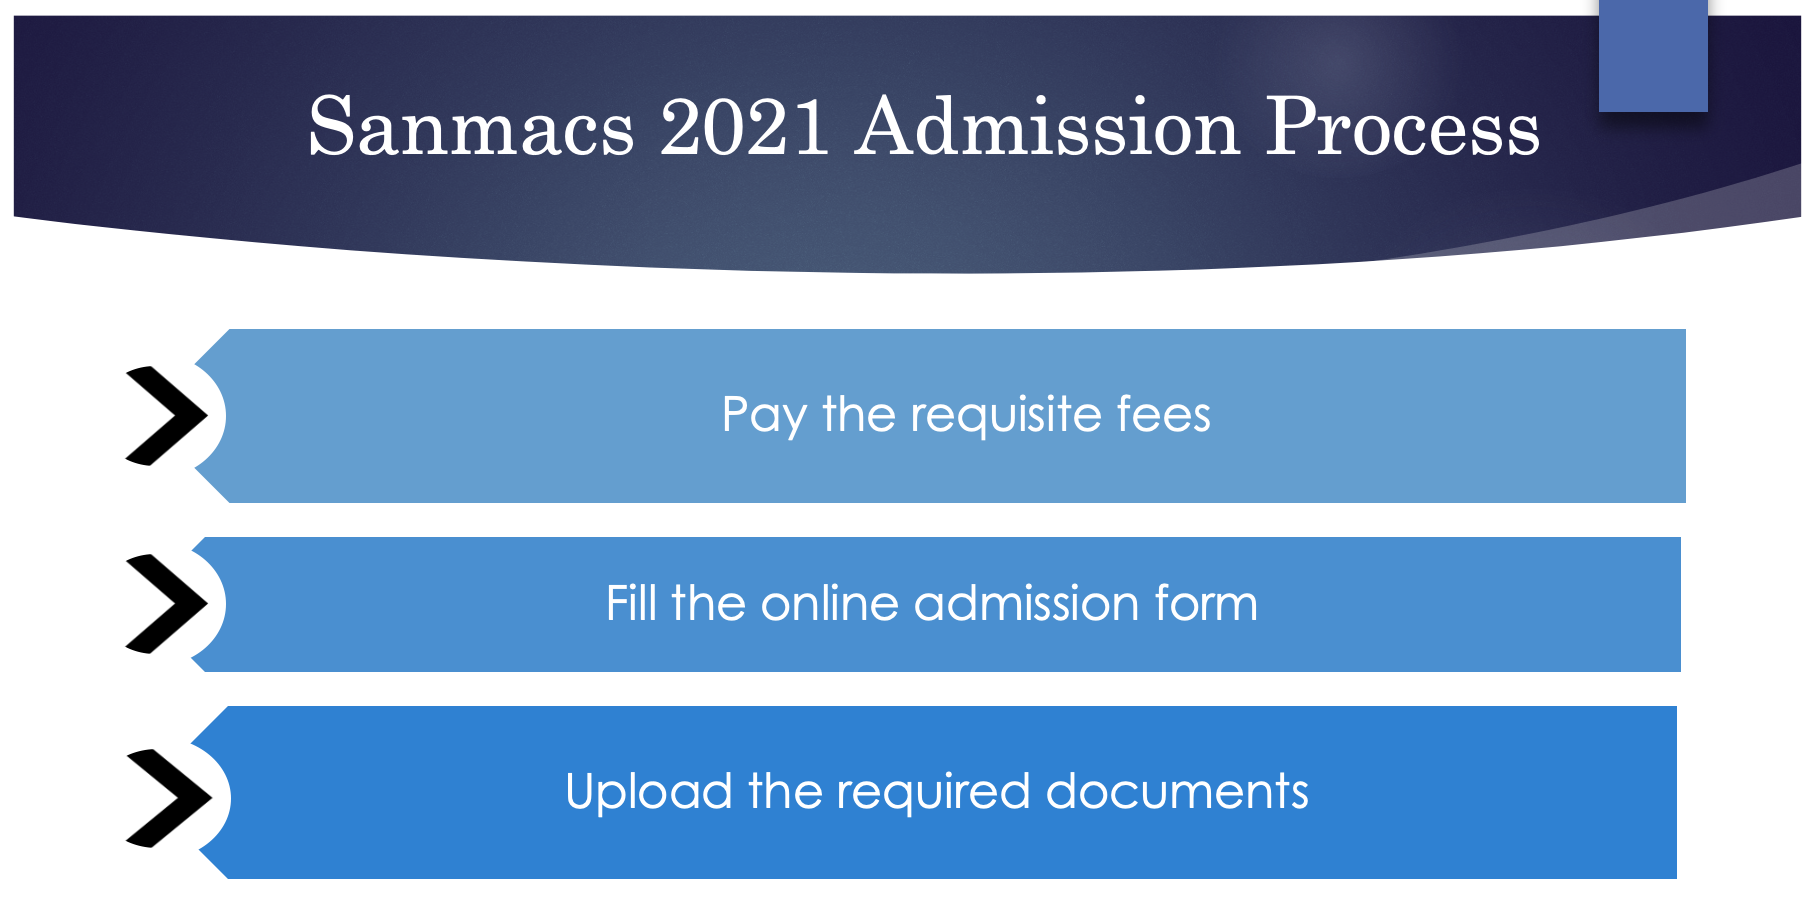 Sanmacs 2021 Admission Process
Pay the requisite fees
Fill the online admission form
Upload the required documents